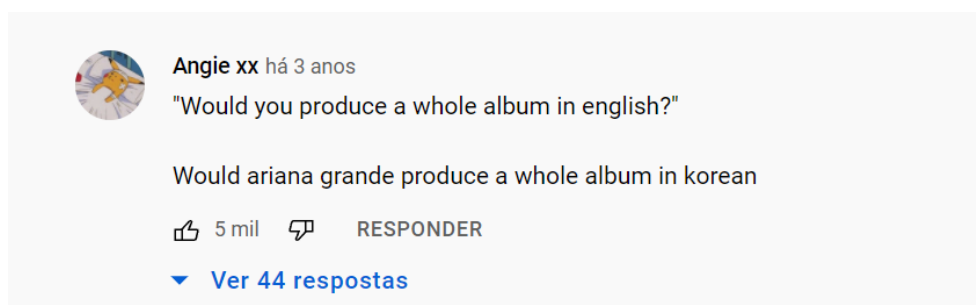 Angie xx há 3 anos
"Would you produce a whole album in english?"
Would ariana grande produce a whole album in korean
5 mil RESPONDER
Ver 44 respostas